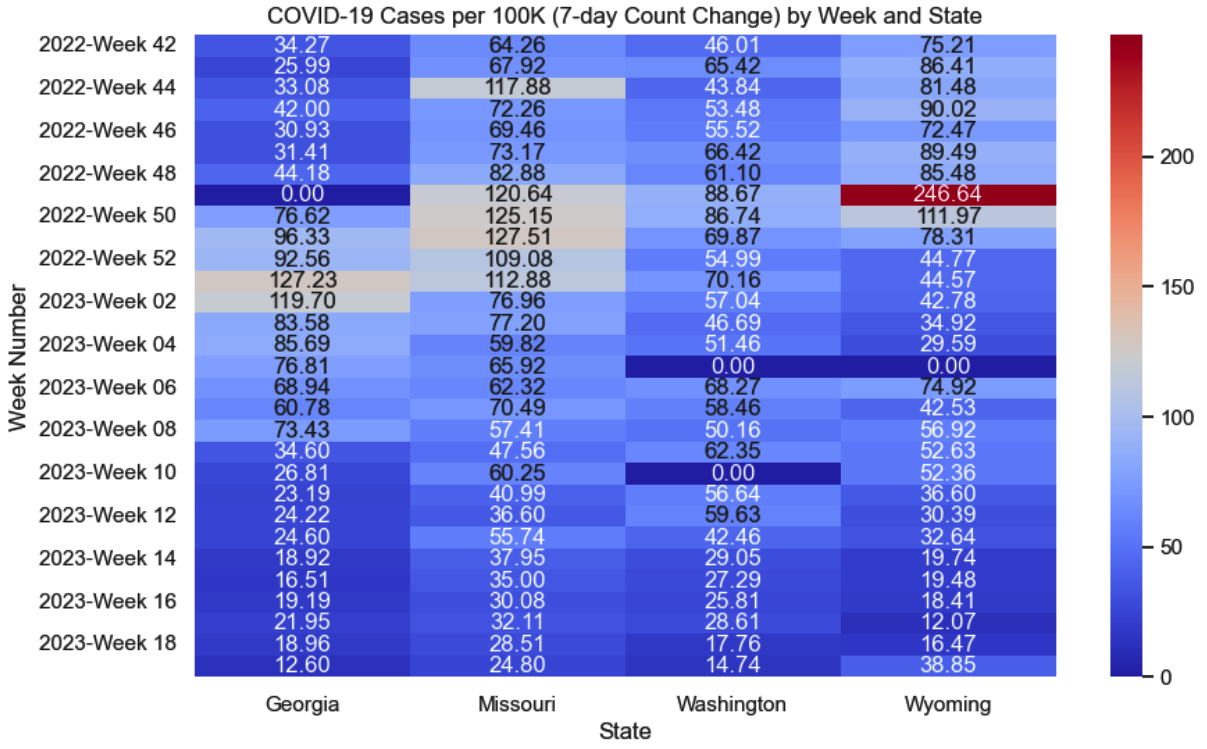 COVID-19 Cases per 100K (7-day Count Change) by Week and State
2022-Week 42 34.27 64.26 46.01 75.21
25.99 67.92 65.42 86.41
2022-Week 44 33.08 117.88 43.84 81.48
42.00 72.26 53.48 90.02
2022-Week 46 30.93 69.46 55.52 72.47
31.41 73.17 66.42 89.49
2022-Week 48 44.18 82.88 61.10 85.48
200
0.00 120.64 88.67 246.64
2022-Week 50 76.62 125.15 86.74 111.97
96.33 127.51 69.87 78.31
2022-Week 52 92.56 109.08 54.99 44.77
127.23 112.88 70.16 44.57
150
2023-Week 02 119.70 76.96 57.04 42.78
83.58 77.20 46.69 34.92
2023-Week 04 85.69 59.82 51.46 29.59
76.81 65.92 0.00 0.00
2023-Week 06 68.94 62.32 68.27 74.92
60.78 70.49 58.46 42.53
100
2023-Week 08 73.43 57.41 50.16 56.92
34.60 47.56 62.35 52.63
2023-Week 10 26.81 60.25 0.00 52.36
23.19 40.99 56.64 36.60
2023-Week 12 24.22 36.60 59.63 30.39
24.60 55.74 42.46 32.64
50
2023-Week 14 18.92 37.95 29.05 19.74
16.51 35.00 27.29 19.48
2023-Week 16 19.19 30.08 25.81 18.41
21.95 32.11 28.61 12.07
2023-Week 18 18.96 28.51 17.76 16.47
12.60 24.80 14.74 38.85
0
Week Number
Georgia Missouri Washington Wyoming
State